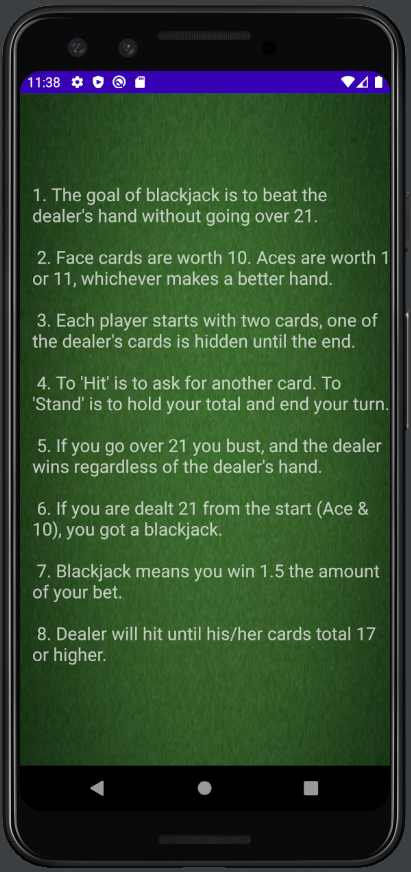 11:38
1. The goal of blackjack is to beat the
dealer's hand without going over 21.
2. Face cards are worth 10. Aces are worth 1
or 11, whichever makes a better hand.
3. Each player starts with two cards, one of
the dealer's cards is hidden until the end.
4. To 'Hit' is to ask for another card. To
'Stand' is to hold your total and end your turn.
5. If you go over 21 you bust, and the dealer
wins regardless of the dealer's hand.
6. If you are dealt 21 from the start (Ace &
10), you got a blackjack.
7. Blackjack means you win 1.5 the amount
of your bet.
8. Dealer will hit until his/her cards total 17
or higher.